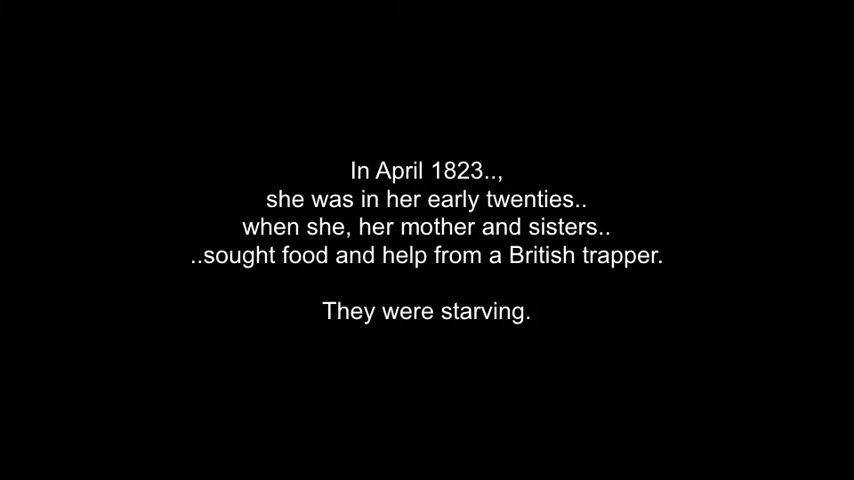 In April 1823..,
she was in her early twenties..
when she, her mother and sisters..
..sought food and help from a British trapper.
They were starving.